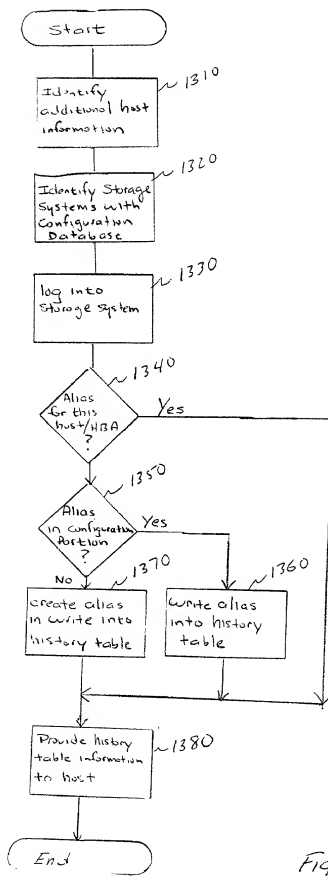 Start
1310
Identify
additional host
information
1320
Identify Storage
Systems with
Configuration
Database
1330
log into
Storage System
1340
Alias
for this
host/HBA
?
Yes
1350
Alias
in Configuration
Portion
?
Yes
No
1370
create alias
in write into
history table
1360
write alias
into history
table
1380
Provide history
table information
to host
End
Fig